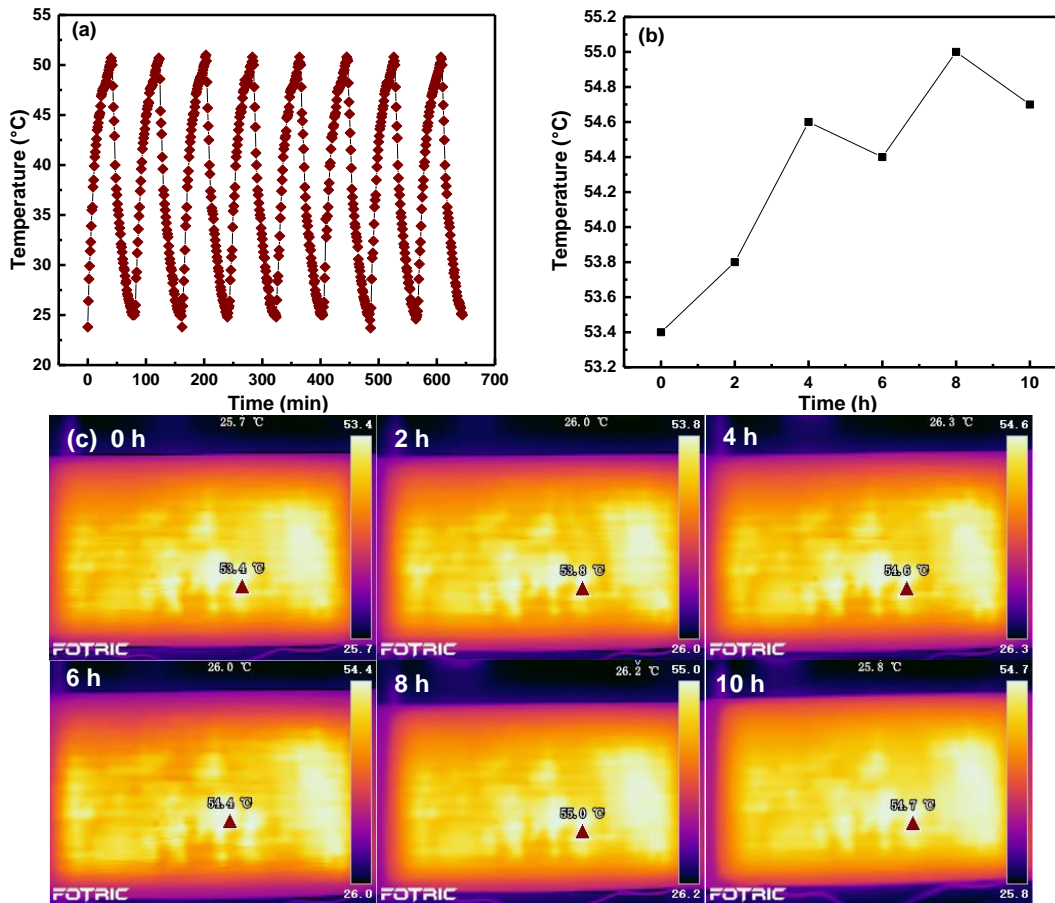 (a)
55
50
45
40
35
30
25
20
Temperature (°C)
0 100 200 300 400 500 600 700
Time (min)
(b)
55.2
55.0
54.8
54.6
54.4
54.2
54.0
53.8
53.6
53.4
53.2
Temperature (°C)
0 2 4 6 8 10
Time (h)
(c) 0 h
25.7 ℃
53.4
53.4 ℃
FOTRIC
25.7
2 h
26.0 ℃
53.8
53.8 ℃
FOTRIC
26.0
4 h
26.3 ℃
54.6
54.6 ℃
FOTRIC
26.3
6 h
26.0 ℃
54.4
54.4 ℃
FOTRIC
26.0
8 h
26.2 ℃
55.0
55.0 ℃
FOTRIC
26.2
10 h
25.8 ℃
54.7
54.7 ℃
FOTRIC
25.8